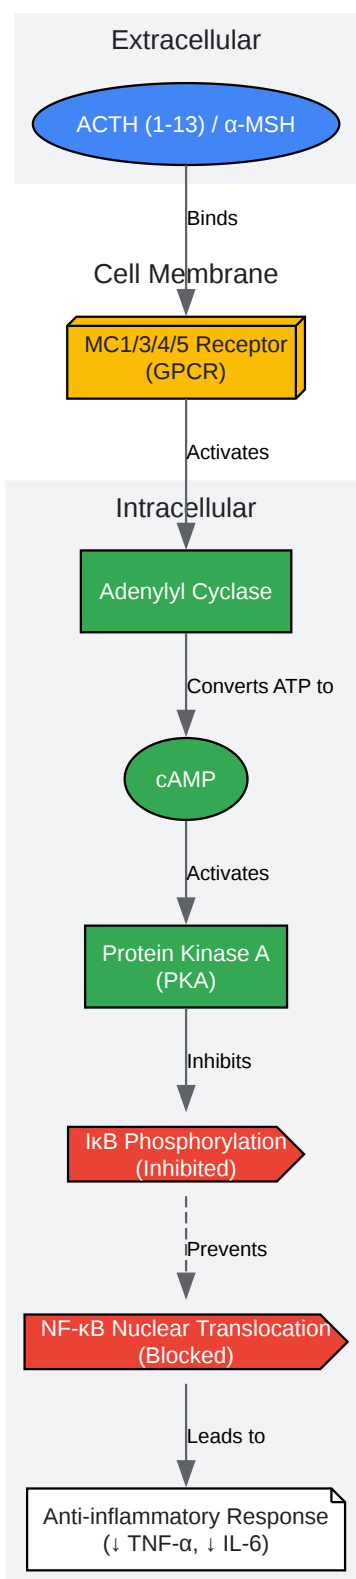 Extracellular
ACTH (1-13) / α-MSH
Binds
Cell Membrane
MC1/3/4/5 Receptor
(GPCR)
Activates
Intracellular
Adenylyl Cyclase
Converts ATP to
cAMP
Activates
Protein Kinase A
(PKA)
Inhibits
IκB Phosphorylation
(Inhibited)
Prevents
NF-κB Nuclear Translocation
(Blocked)
Leads to
Anti-inflammatory Response
(↓ TNF-α, ↓ IL-6)